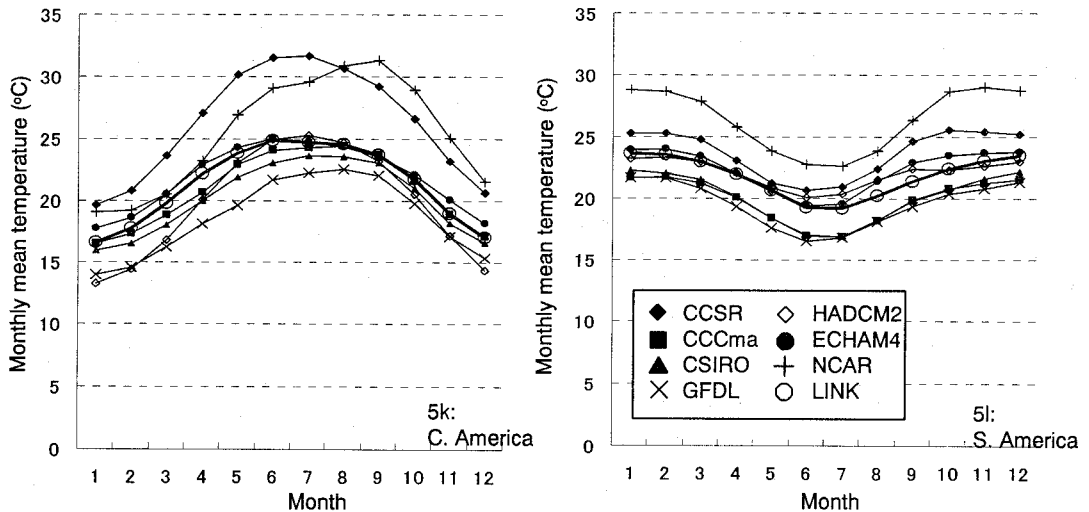 35
30
25
20
15
10
5
0
Monthly mean temperature (°C)
5k:
C. America
1 2 3 4 5 6 7 8 9 10 11 12
Month
35
30
25
20
15
10
5
0
Monthly mean temperature (°C)
CCSR
CCCma
CSIRO
GFDL
HADCM2
ECHAM4
NCAR
LINK
5l:
S. America
1 2 3 4 5 6 7 8 9 10 11 12
Month